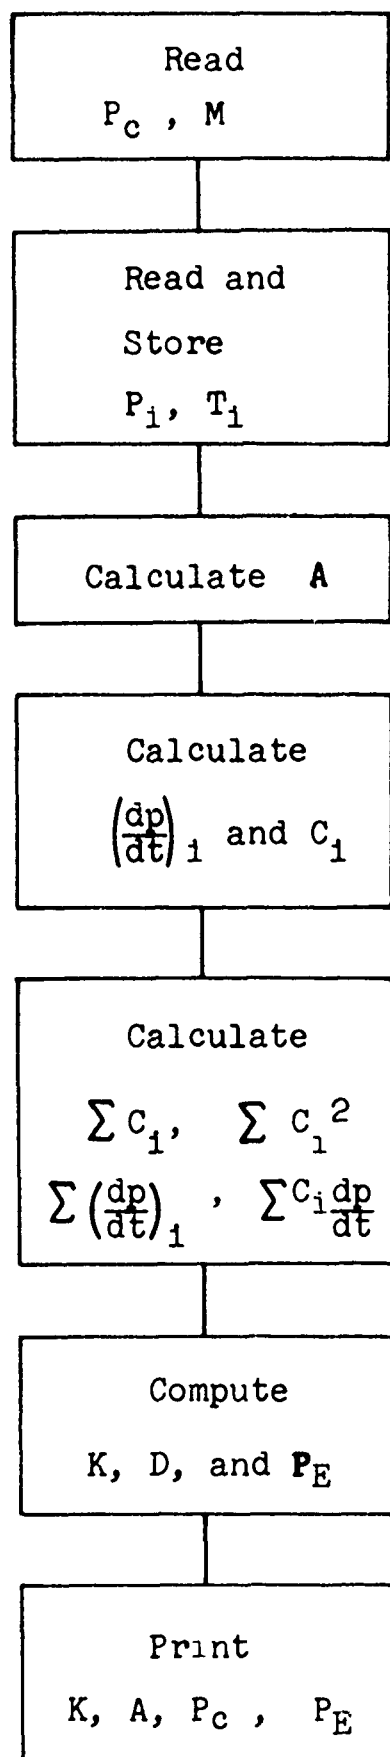 Read
P_c , M
Read and
Store
P_i, T_i
Calculate A
Calculate
(dp/dt)_i and C_i
Calculate
∑ C_i, ∑ C_i^2
∑ (dp/dt)_i , ∑ C_i dp/dt
Compute
K, D, and P_E
Print
K, A, P_c , P_E